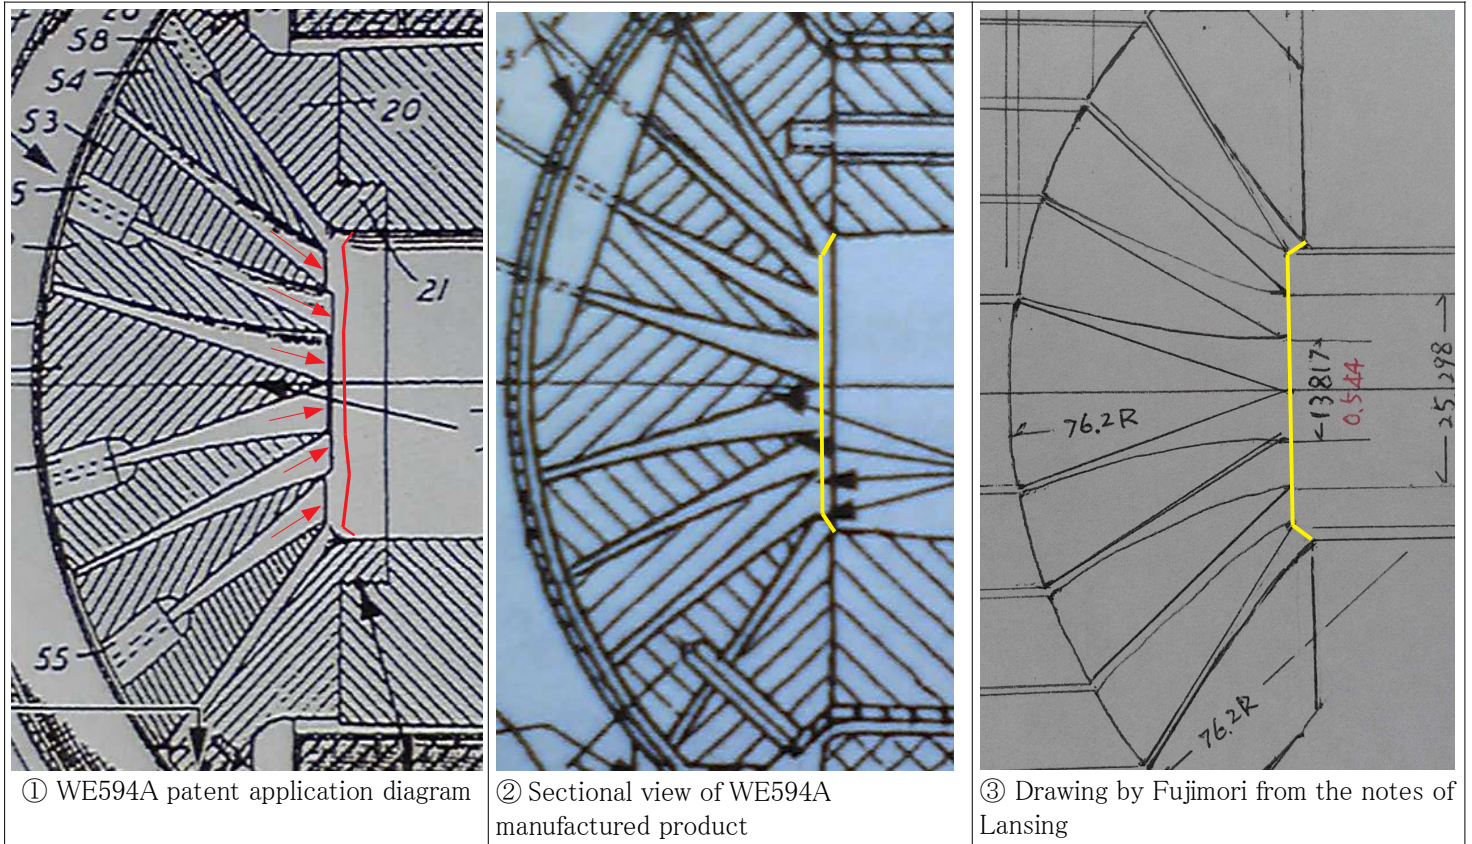 58
54
53
20
21
55
76.2R
13817
0.544
25.298
76.2R
① WE594A patent application diagram
② Sectional view of WE594A
manufactured product
③ Drawing by Fujimori from the notes of
Lansing